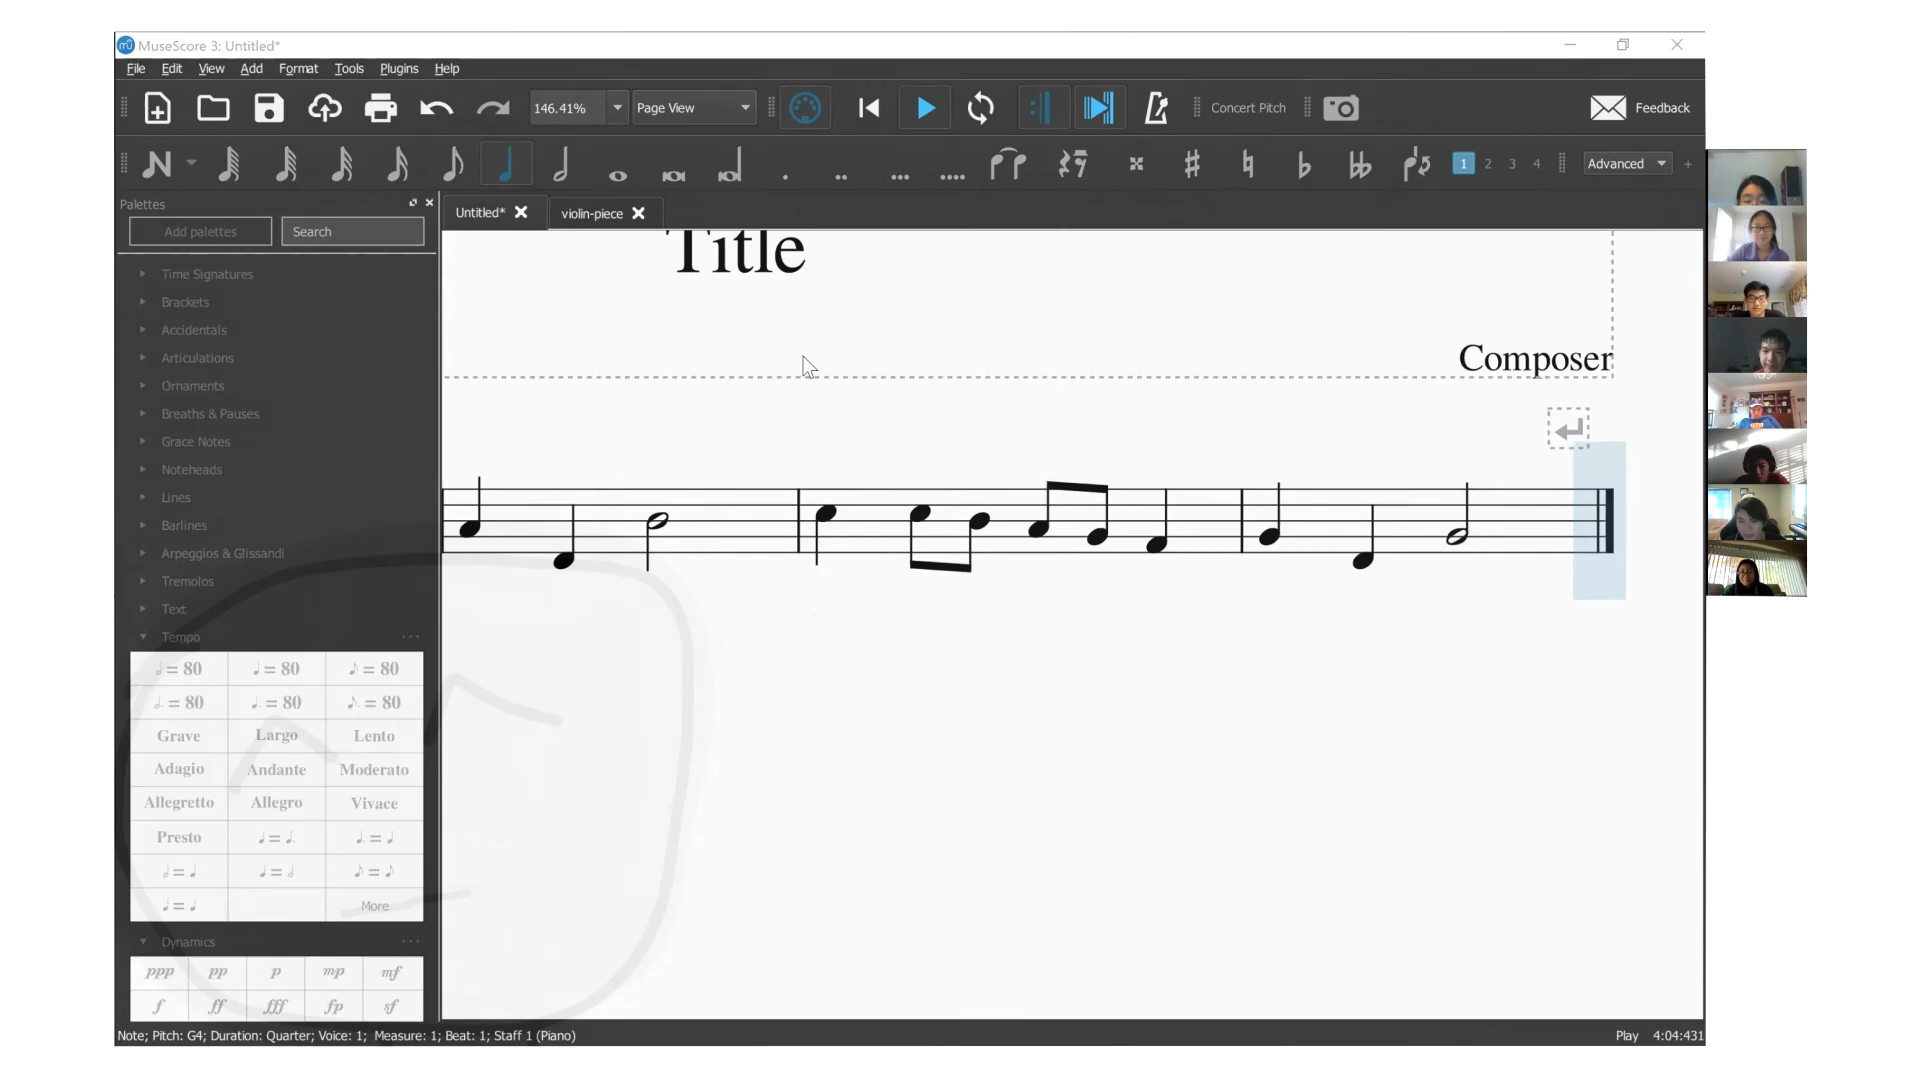 MuseScore 3: Untitled*
File Edit View Add Format Tools Plugins Help
146.41% Page View Concert Pitch Feedback
1 2 3 4 Advanced +
Palettes
Add palettes Search
Untitled* violin-piece
Time Signatures
Brackets
Accidentals
Articulations
Ornaments
Breaths & Pauses
Grace Notes
Noteheads
Lines
Barlines
Arpeggios & Glissandi
Tremolos
Text
Tempo
= 80 = 80 = 80
= 80 = 80 = 80
Grave Largo Lento
Adagio Andante Moderato
Allegretto Allegro Vivace
Presto = =
= = =
= More
Dynamics
ppp pp p mp mf
f ff fff fp sf
Title
Composer
Note; Pitch: G4; Duration: Quarter; Voice: 1; Measure: 1; Beat: 1; Staff 1 (Piano)
Play 4:04:431